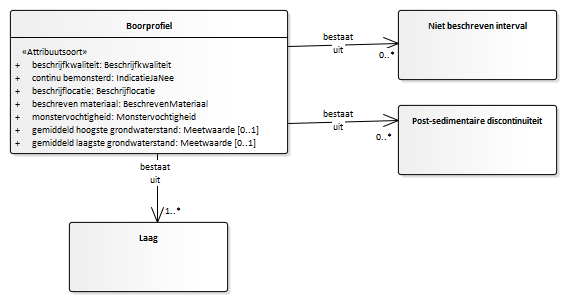 Boorprofiel
«Attribuutsoort»
+ beschrijfkwaliteit: Beschrijfkwaliteit
+ continu bemonsterd: IndicatieJaNee
+ beschrijflocatie: Beschrijflocatie
+ beschreven materiaal: BeschrevenMateriaal
+ monstervochtigheid: Monstervochtigheid
+ gemiddeld hoogste grondwaterstand: Meetwaarde [0..1]
+ gemiddeld laagste grondwaterstand: Meetwaarde [0..1]
bestaat
uit
0..*
Niet beschreven interval
bestaat
uit
0..*
Post-sedimentaire discontinuïteit
bestaat
uit
1..*
Laag